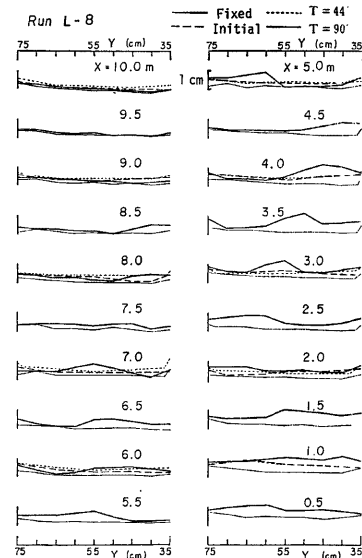 Run L-8
Fixed T = 44'
Initial T = 90'
75 Y (cm) 55 35
75 Y (cm) 55 35
X = 10.0 m
1 cm
X = 5.0 m
9.5
4.5
9.0
4.0
8.5
3.5
8.0
3.0
7.5
2.5
7.0
2.0
6.5
1.5
6.0
1.0
5.5
0.5
75 55 35
Y (cm)
75 55 35
Y (cm)